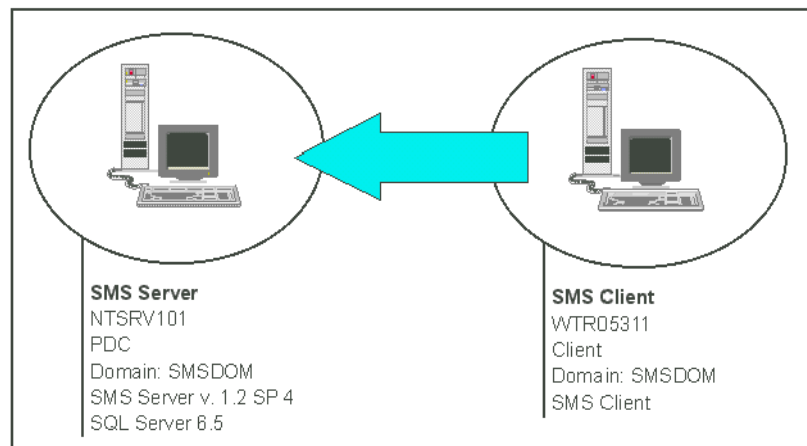 SMS Server
NTSRV101
PDC
Domain: SMSDOM
SMS Server v. 1.2 SP 4
SQL Server 6.5
SMS Client
WTR05311
Client
Domain: SMSDOM
SMS Client